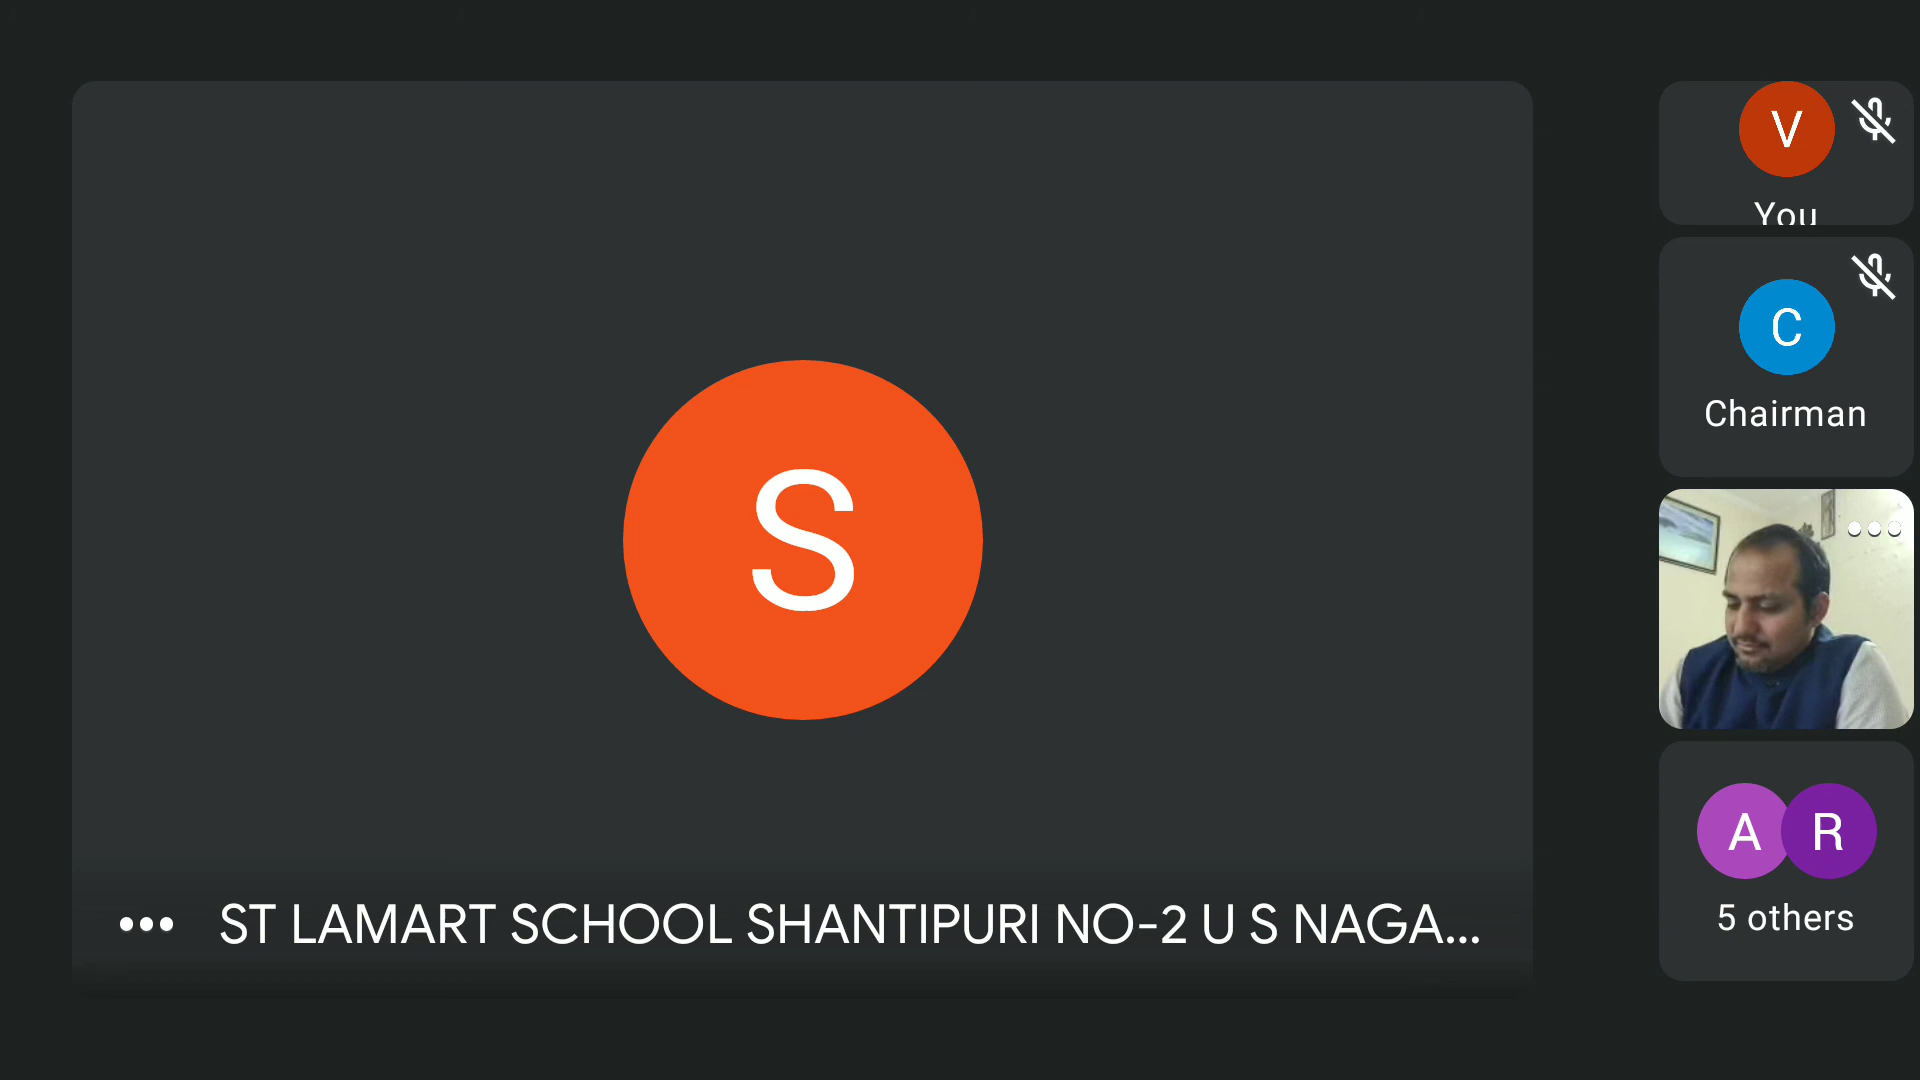 S
ST LAMART SCHOOL SHANTIPURI NO-2 U S NAGA...
V
You
C
Chairman
A R
5 others